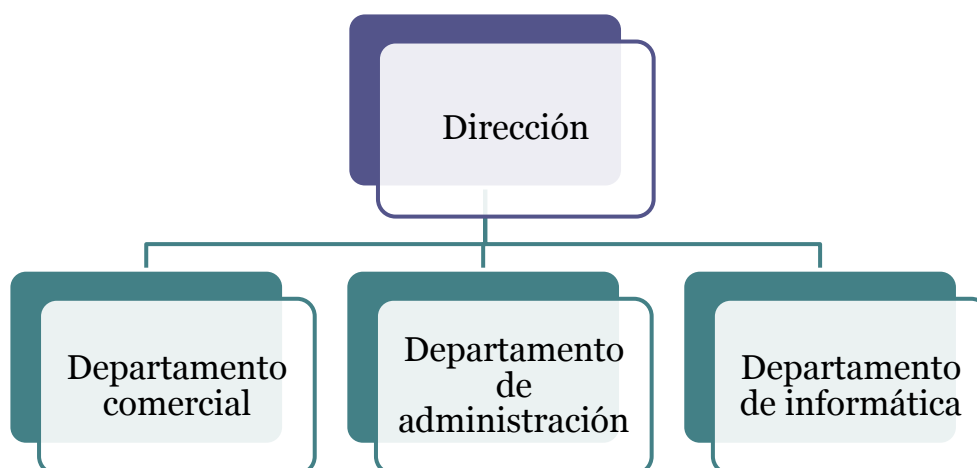 Dirección
Departamento
comercial
Departamento
de
administración
Departamento
de informática